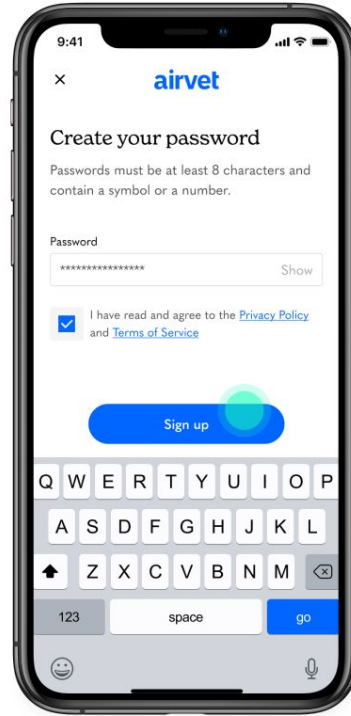 9:41
airvet
Create your password
Passwords must be at least 8 characters and
contain a symbol or a number.
Password
**************** Show
I have read and agree to the Privacy Policy
and Terms of Service
Sign up
Q W E R T Y U I O P
A S D F G H J K L
Z X C V B N M
123 space go